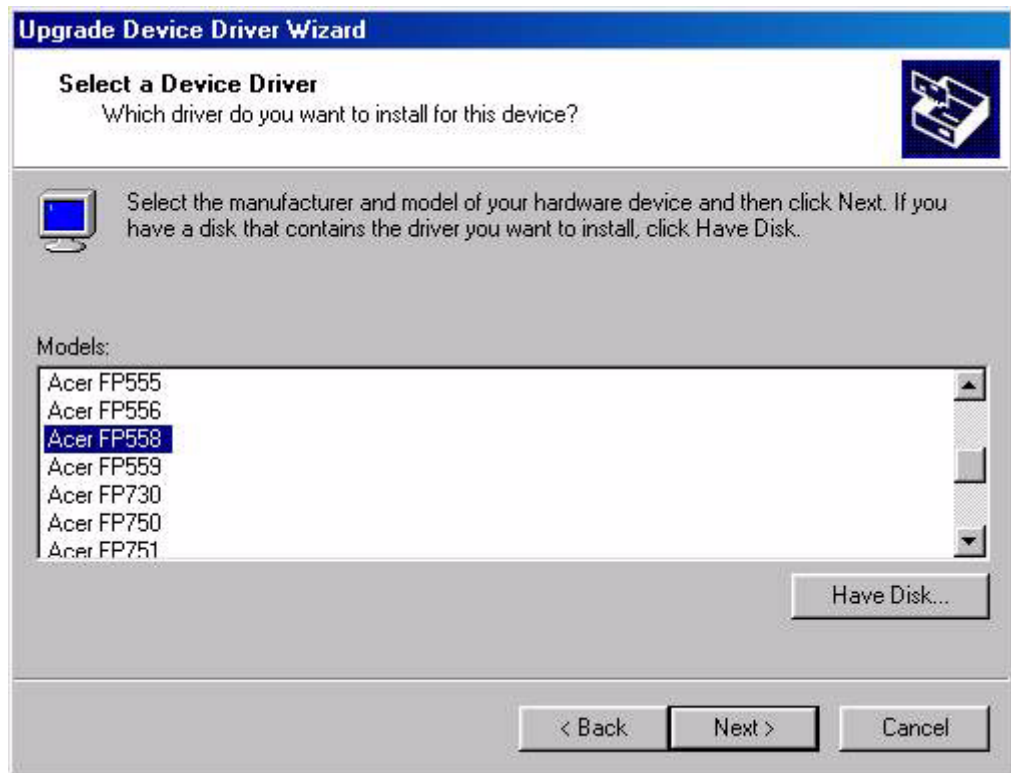 Upgrade Device Driver Wizard
Select a Device Driver
Which driver do you want to install for this device?
Select the manufacturer and model of your hardware device and then click Next. If you
have a disk that contains the driver you want to install, click Have Disk.
Models:
Acer FP555
Acer FP556
Acer FP558
Acer FP559
Acer FP730
Acer FP750
Acer FP751
Have Disk...
< Back
Next >
Cancel